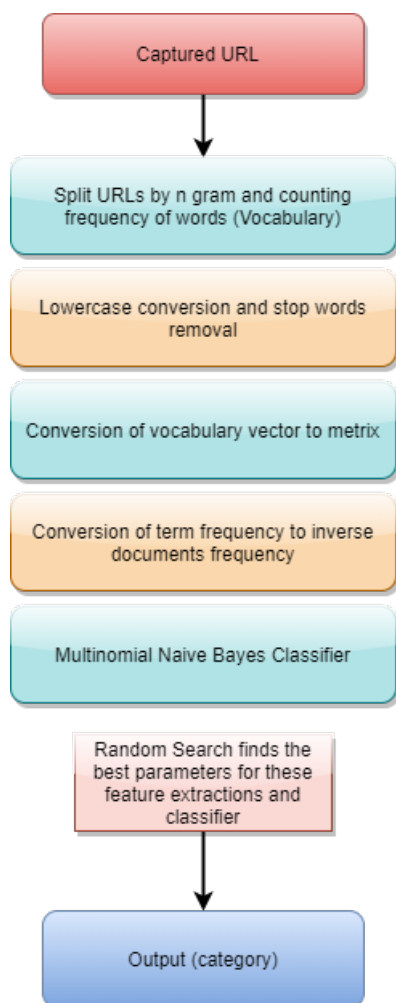 Captured URL
Split URLs by n gram and counting
frequency of words (Vocabulary)
Lowercase conversion and stop words
removal
Conversion of vocabulary vector to metrix
Conversion of term frequency to inverse
documents frequency
Multinomial Naive Bayes Classifier
Random Search finds the
best parameters for these
feature extractions and
classifier
Output (category)